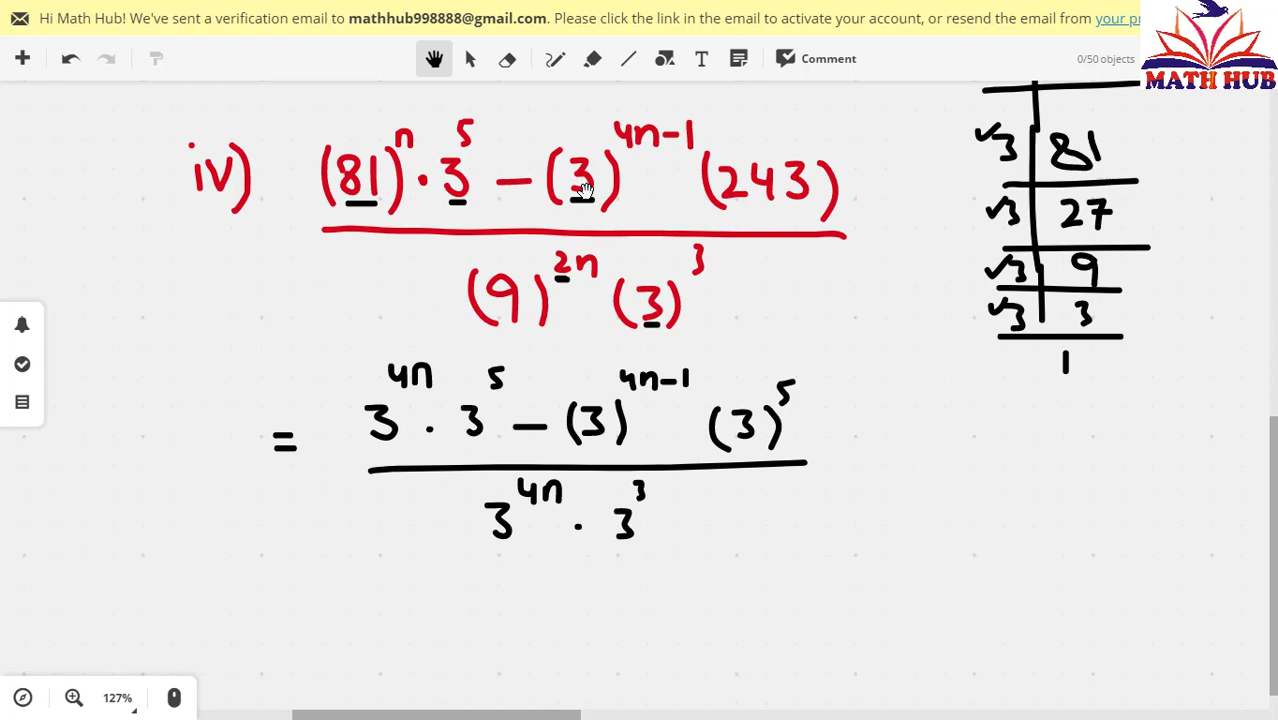 Hi Math Hub! We've sent a verification email to mathhub998888@gmail.com. Please click the link in the email to activate your account, or resend the email from your pr
MATH HUB
Comment
0/50 objects
iv) (81)^n · 3^5 − (3)^{4n−1} (243)
(9)^{2n} (3)^3
= 3^{4n} · 3^5 − (3)^{4n−1} (3)^5
3^{4n} · 3^3
√3 81
√3 27
√3 9
√3 3
1
127%